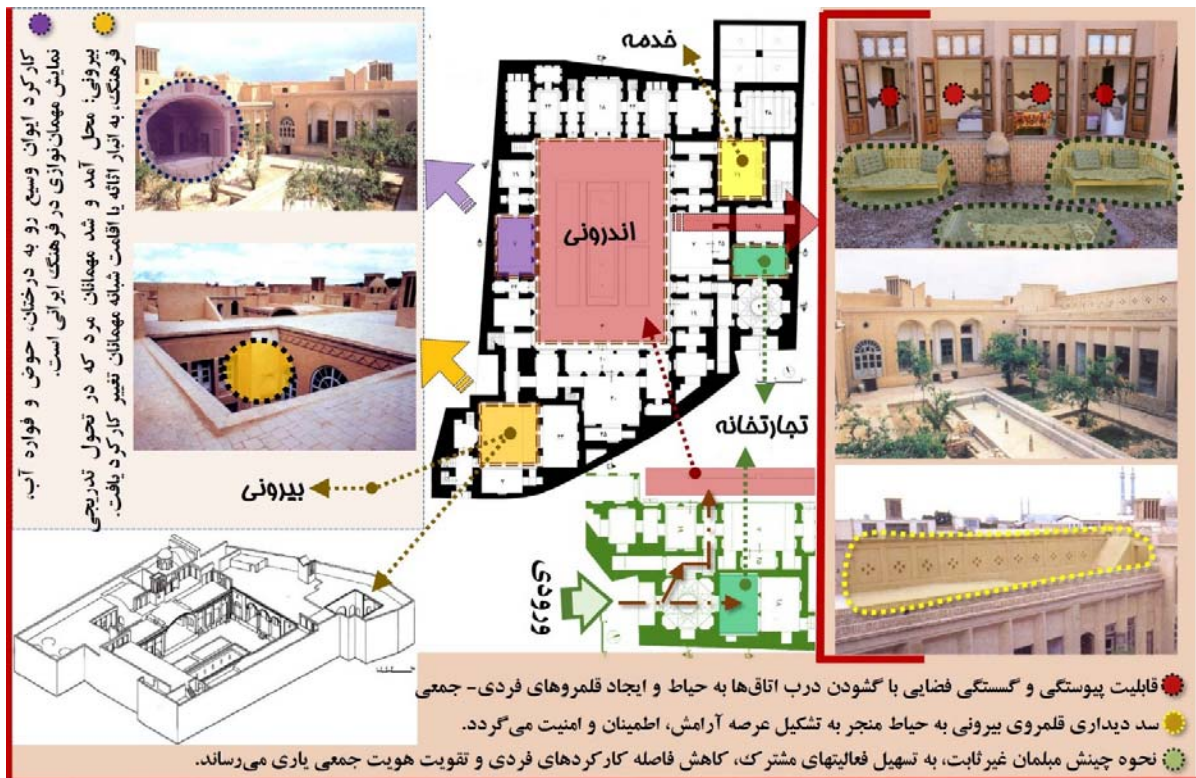 کارکرد ایوان وسیع رو به درختان، حوض و فواره آب،
نمایش مهمان‌نوازی در فرهنگ ایرانی است.
بیرونی: محل آمد و شد مهمانان مرد که در تحول تدریجی
فرهنگ، به انبار اثاثه یا اقامت شبانه مهمانان تغییر کارکرد یافت.
خدمه
اندرونی
تجارتخانه
بیرونی
ورودی
قابلیت پیوستگی و گسستگی فضایی با گشودن درب اتاق‌ها به حیاط و ایجاد قلمروهای فردی- جمعی
سد دیداری قلمروی بیرونی به حیاط منجر به تشکیل عرصه آرامش، اطمینان و امنیت می‌گردد.
نحوه چینش مبلمان غیرثابت، به تسهیل فعالیتهای مشترک، کاهش فاصله کارکردهای فردی و تقویت هویت جمعی یاری می‌رساند.